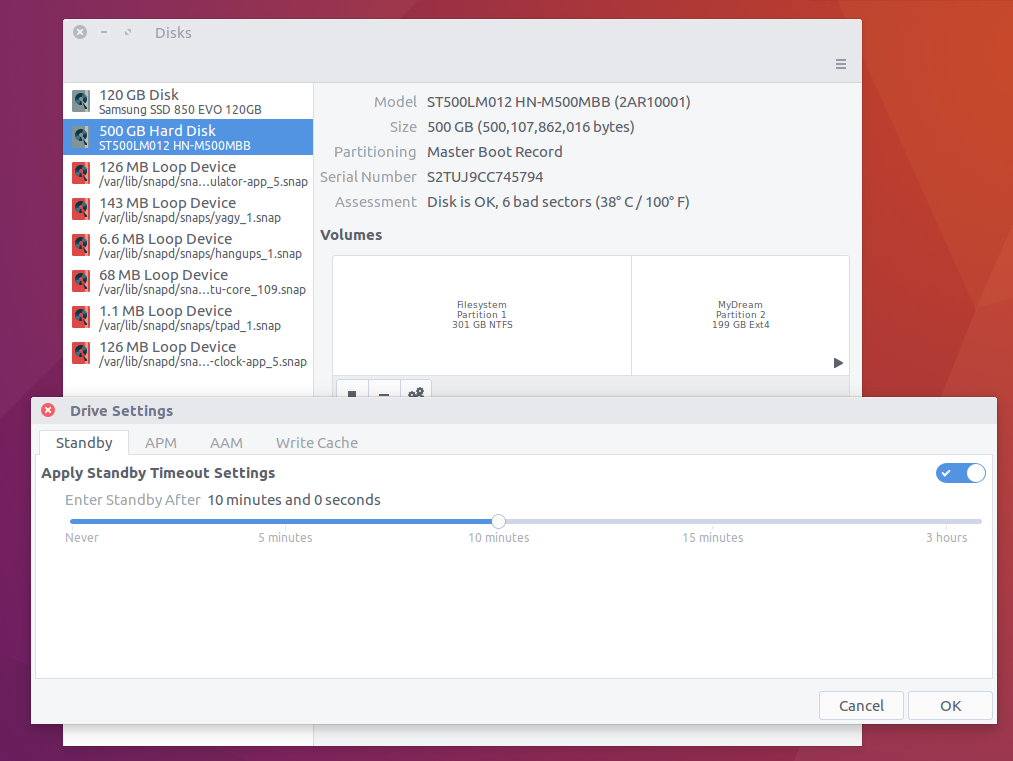 Disks
120 GB Disk
Samsung SSD 850 EVO 120GB
500 GB Hard Disk
ST500LM012 HN-M500MBB
126 MB Loop Device
/var/lib/snapd/sna…ulator-app_5.snap
143 MB Loop Device
/var/lib/snapd/snaps/yagy_1.snap
6.6 MB Loop Device
/var/lib/snapd/snaps/hangups_1.snap
68 MB Loop Device
/var/lib/snapd/sna…tu-core_109.snap
1.1 MB Loop Device
/var/lib/snapd/snaps/tpad_1.snap
126 MB Loop Device
/var/lib/snapd/sna…-clock-app_5.snap
Model ST500LM012 HN-M500MBB (2AR10001)
Size 500 GB (500,107,862,016 bytes)
Partitioning Master Boot Record
Serial Number S2TUJ9CC745794
Assessment Disk is OK, 6 bad sectors (38° C / 100° F)
Volumes
Filesystem
Partition 1
301 GB NTFS
MyDream
Partition 2
199 GB Ext4
Drive Settings
Standby APM AAM Write Cache
Apply Standby Timeout Settings
Enter Standby After 10 minutes and 0 seconds
Never 5 minutes 10 minutes 15 minutes 3 hours
Cancel OK